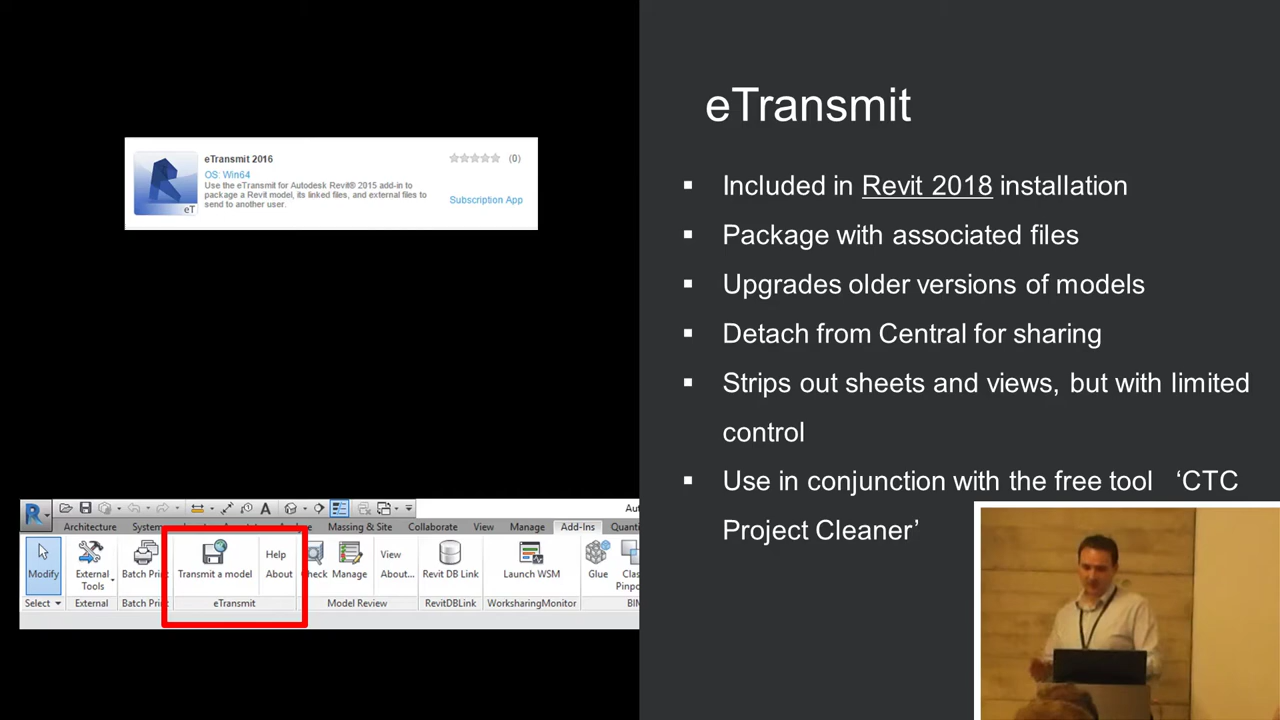 eTransmit
eTransmit 2016
(0)
OS: Win64
Use the eTransmit for Autodesk Revit® 2015 add-in to
package a Revit model, its linked files, and external files to
send to another user.
Subscription App
eT
▪ Included in Revit 2018 installation
▪ Package with associated files
▪ Upgrades older versions of models
▪ Detach from Central for sharing
▪ Strips out sheets and views, but with limited
control
▪ Use in conjunction with the free tool ‘CTC
Project Cleaner’
Architecture Massing & Site Collaborate View Manage Add-Ins
Modify External Tools Batch Transmit a model Help About Manage View About... Revit DB Link Launch WSM Glue
Select External Batch eTransmit Model Review RevitDBLink WorksharingMonitor